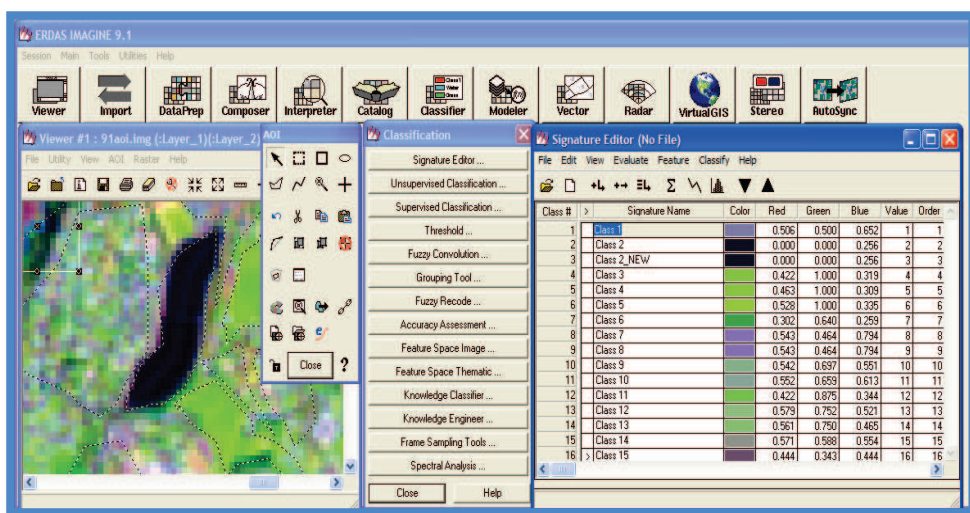 ERDAS IMAGINE 9.1
Session Main Tools Utilities Help
Viewer Import DataPrep Composer Interpreter Catalog Classifier Modeler Vector Radar VirtualGIS Stereo AutoSync
Viewer #1 : 91aoi.img (:Layer_1)(:Layer_2)
File Utility View AOI Raster Help
AOI
Close ?
Classification
Signature Editor ...
Unsupervised Classification ...
Supervised Classification ...
Threshold ...
Fuzzy Convolution ...
Grouping Tool ...
Fuzzy Recode ...
Accuracy Assessment ...
Feature Space Image ...
Feature Space Thematic ...
Knowledge Classifier ...
Knowledge Engineer ...
Frame Sampling Tools ...
Spectral Analysis ...
Close Help
Signature Editor (No File)
File Edit View Evaluate Feature Classify Help
Class # > Signature Name Color Red Green Blue Value Order
1 Class 1 0.506 0.500 0.652 1 1
2 Class 2 0.000 0.000 0.256 2 2
3 Class 2_NEW 0.000 0.000 0.256 3 3
4 Class 3 0.422 1.000 0.319 4 4
5 Class 4 0.463 1.000 0.309 5 5
6 Class 5 0.528 1.000 0.335 6 6
7 Class 6 0.302 0.640 0.259 7 7
8 Class 7 0.543 0.464 0.794 8 8
9 Class 8 0.543 0.464 0.794 9 9
10 Class 9 0.542 0.697 0.551 10 10
11 Class 10 0.552 0.659 0.613 11 11
12 Class 11 0.422 0.875 0.344 12 12
13 Class 12 0.579 0.752 0.521 13 13
14 Class 13 0.561 0.750 0.465 14 14
15 Class 14 0.571 0.588 0.554 15 15
16 > Class 15 0.444 0.343 0.444 16 16